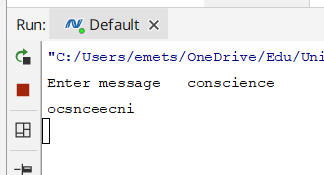 Run: Default
"C:/Users/emets/OneDrive/Edu/Uni
Enter message conscience
ocsnceecni